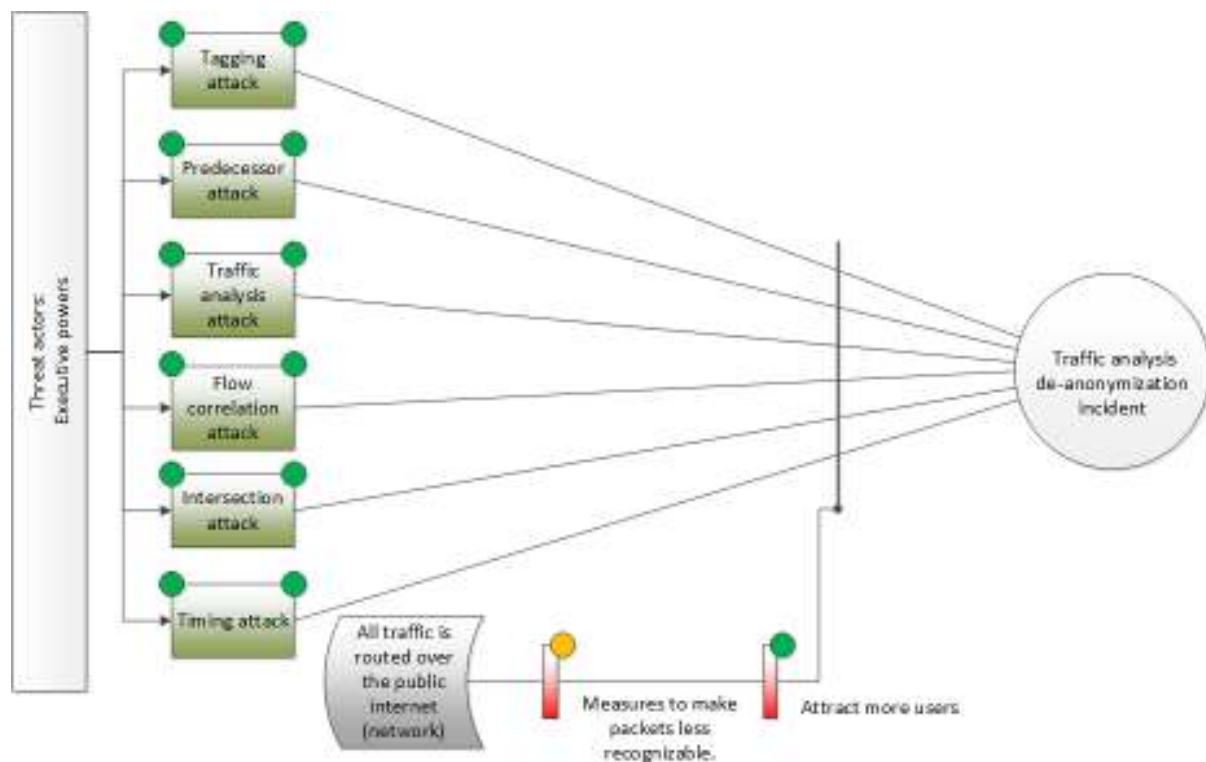 Threat actors:
Executive powers
Tagging
attack
Predecessor
attack
Traffic
analysis
attack
Flow
correlation
attack
Intersection
attack
Timing attack
Traffic analysis
de-anonymization
incident
All traffic is
routed over
the public
internet
(network)
Measures to make
packets less
recognizable.
Attract more users